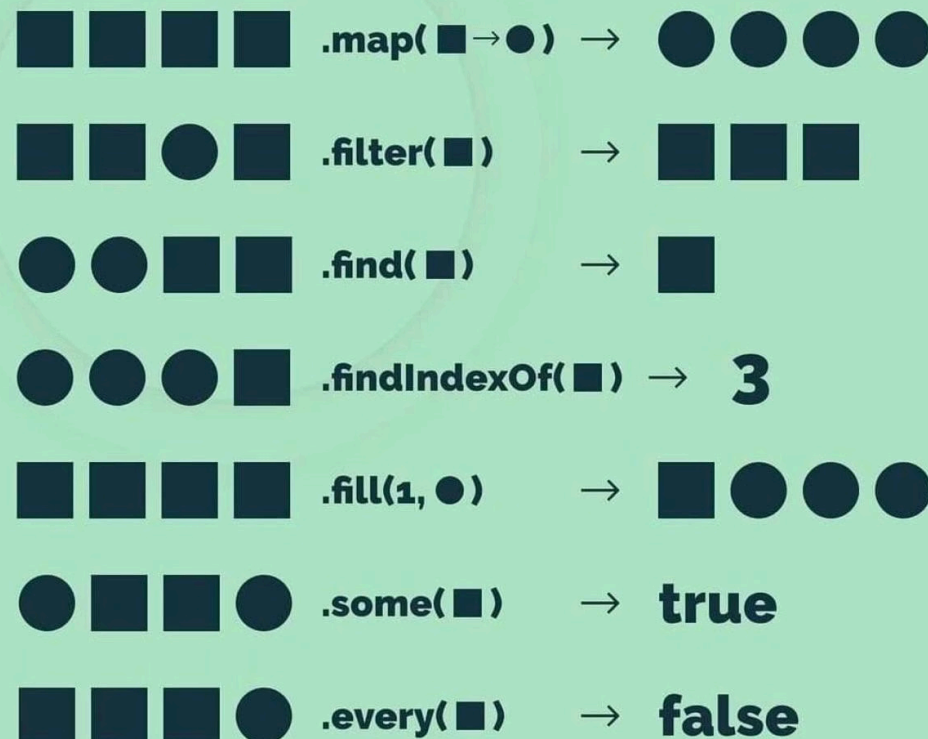 .map( ■→● ) →
.filter( ■ ) →
.find( ■ ) →
.findIndexOf( ■ ) → 3
.fill(1, ● ) →
.some( ■ ) → true
.every( ■ ) → false